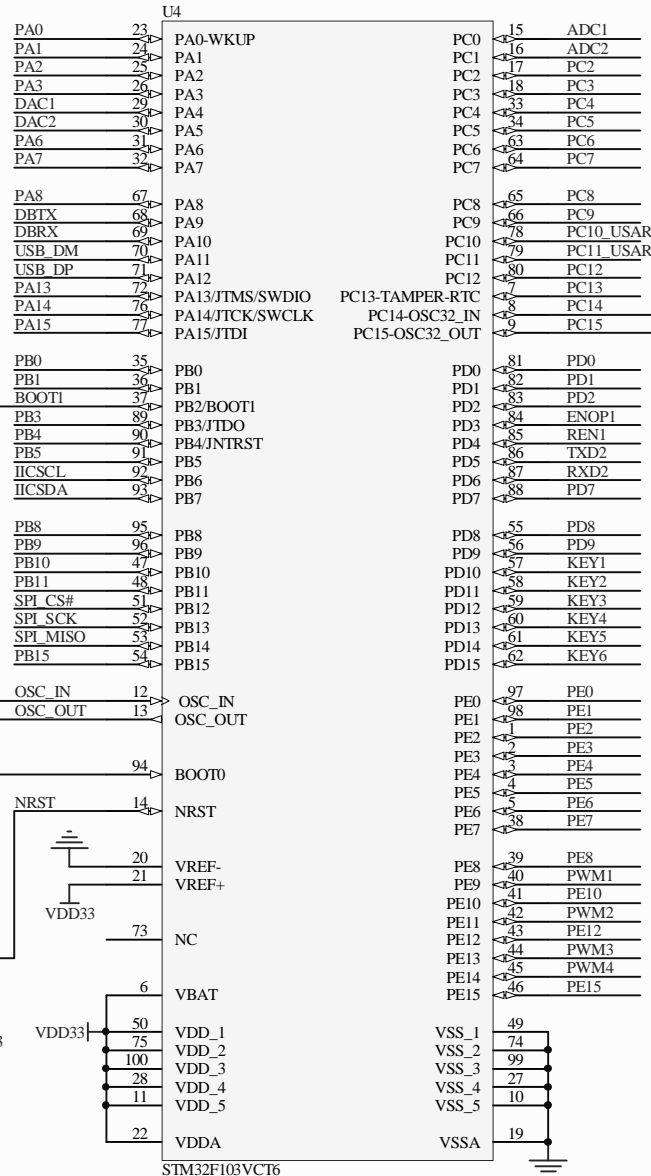 U4
PA0 23 PA0-WKUP PC0 15 ADC1
PA1 24 PA1 PC1 16 ADC2
PA2 25 PA2 PC2 17 PC2
PA3 26 PA3 PC3 18 PC3
DAC1 29 PA4 PC4 33 PC4
DAC2 30 PA5 PC5 34 PC5
PA6 31 PA6 PC6 63 PC6
PA7 32 PA7 PC7 64 PC7
PA8 67 PA8 PC8 65 PC8
DBTX 68 PA9 PC9 66 PC9
DBRX 69 PA10 PC10 78 PC10_USAR
USB_DM 70 PA11 PC11 79 PC11_USAR
USB_DP 71 PA12 PC12 80 PC12
PA13 72 PA13/JTMS/SWDIO PC13-TAMPER-RTC 7 PC13
PA14 76 PA14/JTCK/SWCLK PC14-OSC32_IN 8 PC14
PA15 77 PA15/JTDI PC15-OSC32_OUT 9 PC15
PB0 35 PB0 PD0 81 PD0
PB1 36 PB1 PD1 82 PD1
BOOT1 37 PB2/BOOT1 PD2 83 PD2
PB3 89 PB3/JTDO PD3 84 ENOP1
PB4 90 PB4/JNTRST PD4 85 REN1
PB5 91 PB5 PD5 86 TXD2
IICSCL 92 PB6 PD6 87 RXD2
IICSDA 93 PB7 PD7 88 PD7
PB8 95 PB8 PD8 55 PD8
PB9 96 PB9 PD9 56 PD9
PB10 47 PB10 PD10 57 KEY1
PB11 48 PB11 PD11 58 KEY2
SPI_CS# 51 PB12 PD12 59 KEY3
SPI_SCK 52 PB13 PD13 60 KEY4
SPI_MISO 53 PB14 PD14 61 KEY5
PB15 54 PB15 PD15 62 KEY6
OSC_IN 12 OSC_IN PE0 97 PE0
OSC_OUT 13 OSC_OUT PE1 98 PE1
PE2 1 PE2
PE3 2 PE3
94 BOOT0 PE4 3 PE4
PE5 4 PE5
NRST 14 NRST PE6 5 PE6
PE7 38 PE7
20 VREF- PE8 39 PE8
21 VREF+ PE9 40 PWM1
VDD33 PE10 41 PE10
PE11 42 PWM2
73 NC PE12 43 PE12
PE13 44 PWM3
PE14 45 PWM4
6 VBAT PE15 46 PE15
VDD33 50 VDD_1 VSS_1 49
75 VDD_2 VSS_2 74
100 VDD_3 VSS_3 99
28 VDD_4 VSS_4 27
11 VDD_5 VSS_5 10
22 VDDA VSSA 19
STM32F103VCT6